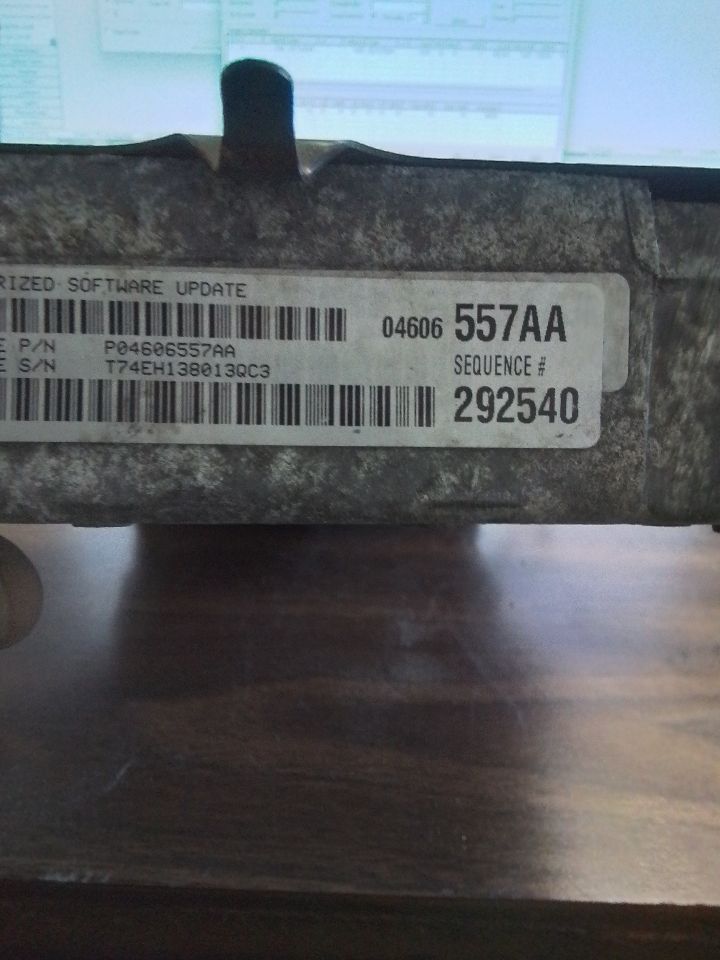 RIZED SOFTWARE UPDATE
04606 557AA
E P/N P04606557AA
E S/N T74EH138013QC3
SEQUENCE #
292540